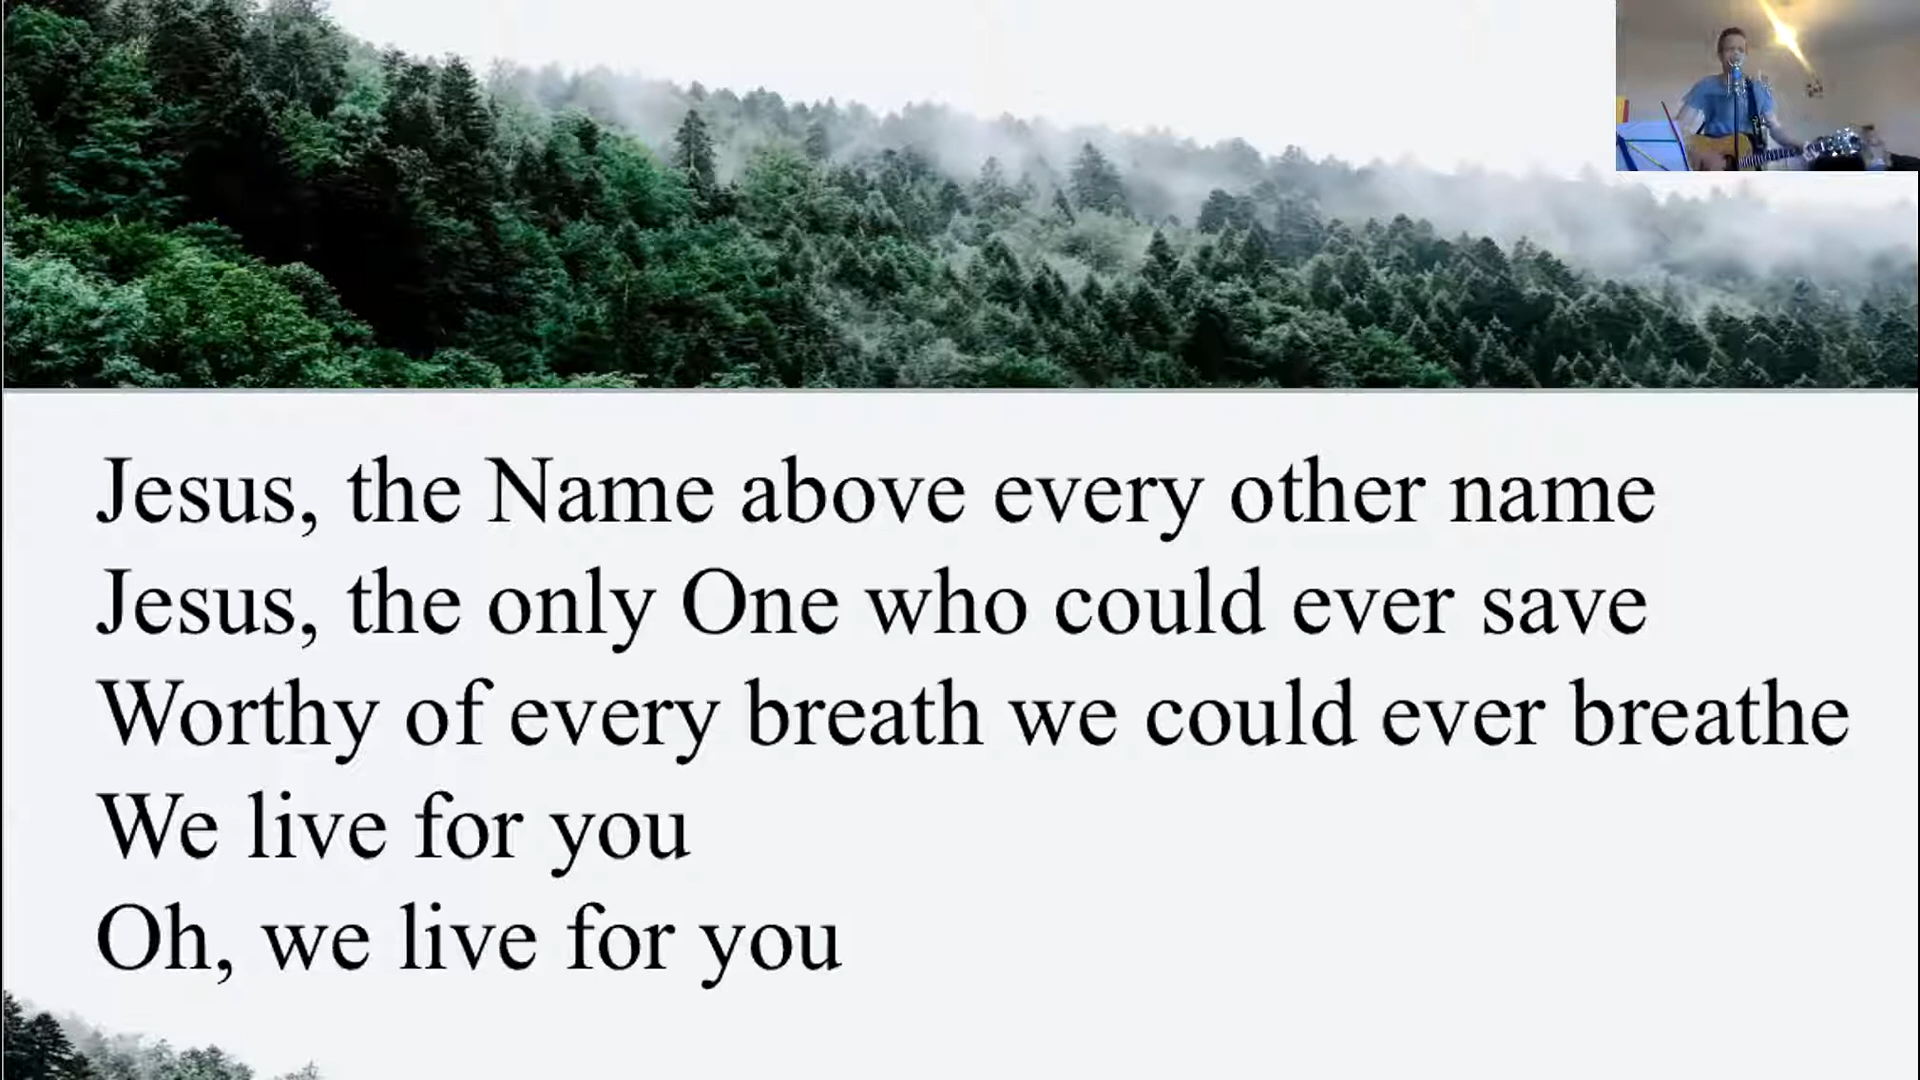 Jesus, the Name above every other name
Jesus, the only One who could ever save
Worthy of every breath we could ever breathe
We live for you
Oh, we live for you